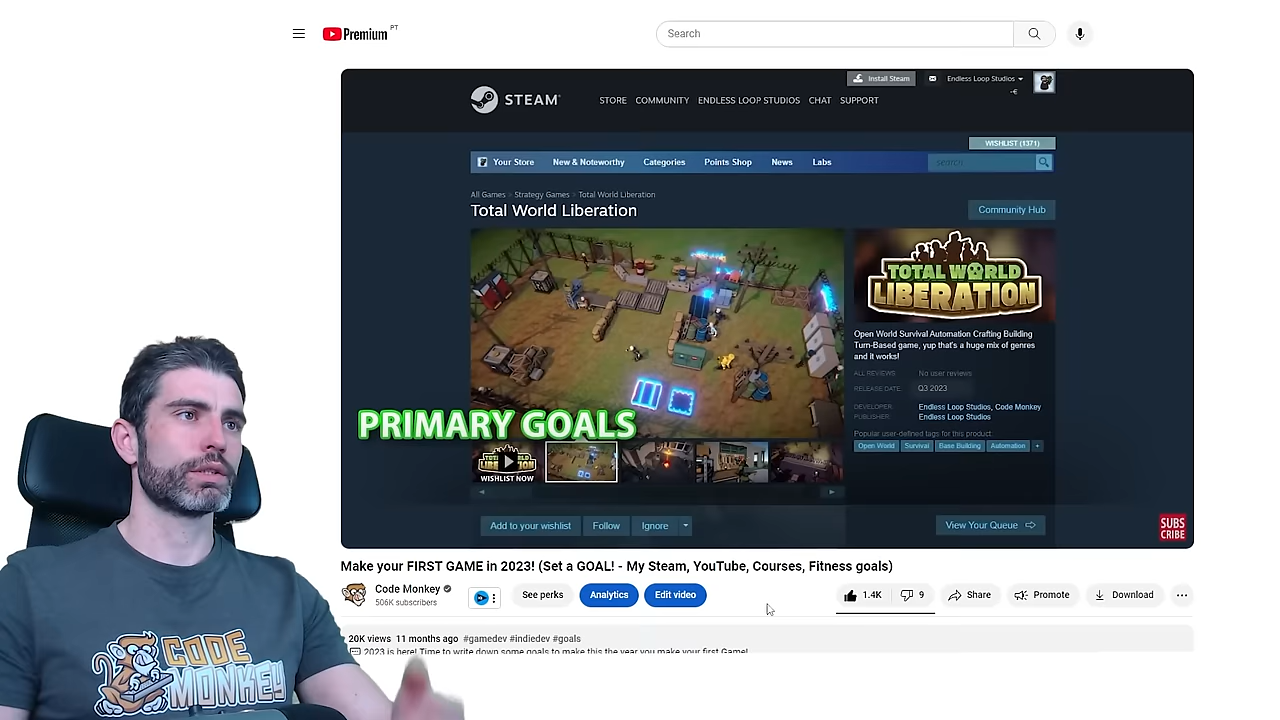 Premium PT
Search
Install Steam
Endless Loop Studios
-€
STEAM
STORE COMMUNITY ENDLESS LOOP STUDIOS CHAT SUPPORT
WISHLIST (1371)
Your Store New & Noteworthy Categories Points Shop News Labs
search
All Games > Strategy Games > Total World Liberation
Total World Liberation
Community Hub
TOTAL WORLD
LIBERATION
Open World Survival Automation Crafting Building
Turn-Based game, yup that's a huge mix of genres
and it works!
ALL REVIEWS: No user reviews
RELEASE DATE: Q3 2023
DEVELOPER: Endless Loop Studios, Code Monkey
PUBLISHER: Endless Loop Studios
Popular user-defined tags for this product:
Open World Survival Base Building Automation +
PRIMARY GOALS
WISHLIST NOW
Add to your wishlist Follow Ignore
View Your Queue
SUBS
CRIBE
Make your FIRST GAME in 2023! (Set a GOAL! - My Steam, YouTube, Courses, Fitness goals)
Code Monkey
506K subscribers
See perks Analytics Edit video
1.4K 9 Share Promote Download
20K views 11 months ago #gamedev #indiedev #goals
2023 is here! Time to write down some goals to make this the year you make your first Game!
CODE
MONKEY